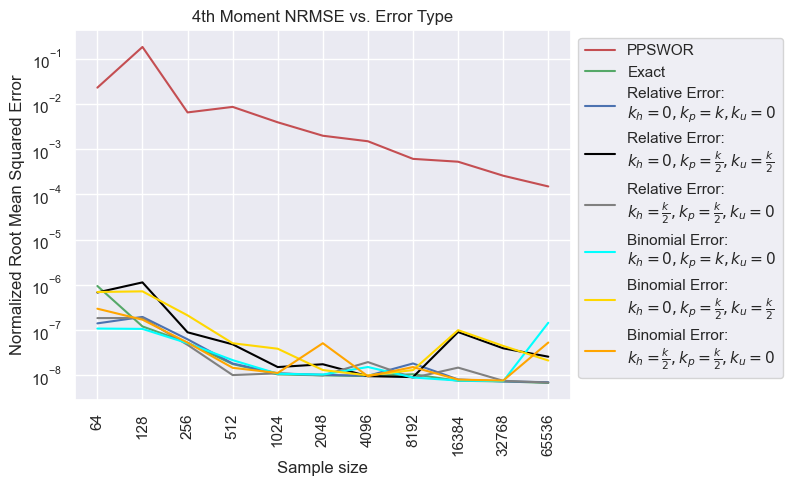 4th Moment NRMSE vs. Error Type
Normalized Root Mean Squared Error
10⁻¹
10⁻²
10⁻³
10⁻⁴
10⁻⁵
10⁻⁶
10⁻⁷
10⁻⁸
64
128
256
512
1024
2048
4096
8192
16384
32768
65536
Sample size
PPSWOR
Exact
Relative Error:
k_h = 0, k_p = k, k_u = 0
Relative Error:
k_h = 0, k_p = k/2, k_u = k/2
Relative Error:
k_h = k/2, k_p = k/2, k_u = 0
Binomial Error:
k_h = 0, k_p = k, k_u = 0
Binomial Error:
k_h = 0, k_p = k/2, k_u = k/2
Binomial Error:
k_h = k/2, k_p = k/2, k_u = 0